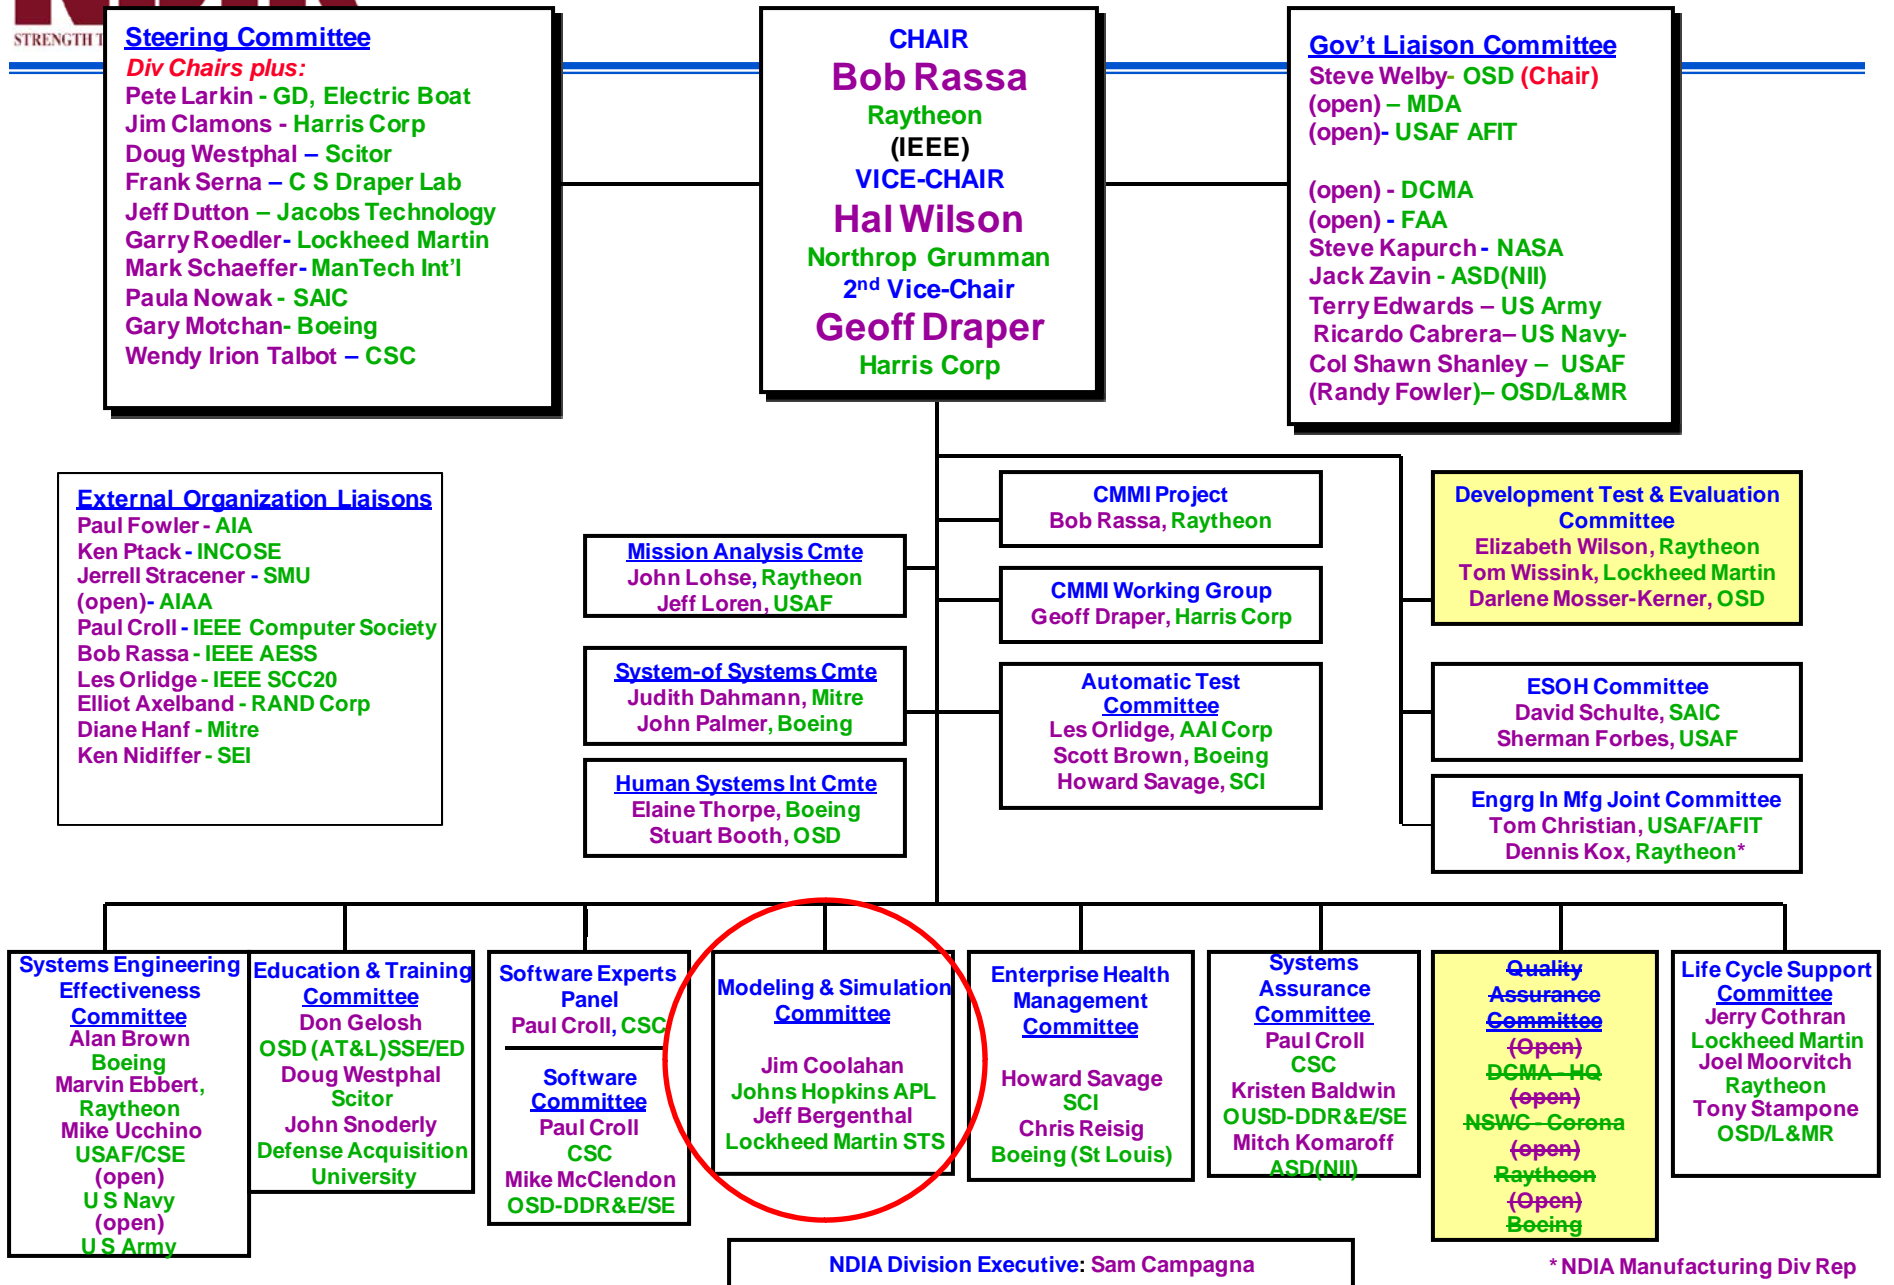 STRENGTH T
Steering Committee
Div Chairs plus:
Pete Larkin - GD, Electric Boat
Jim Clamons - Harris Corp
Doug Westphal – Scitor
Frank Serna – C S Draper Lab
Jeff Dutton – Jacobs Technology
Garry Roedler- Lockheed Martin
Mark Schaeffer- ManTech Int'l
Paula Nowak - SAIC
Gary Motchan- Boeing
Wendy Irion Talbot – CSC
CHAIR
Bob Rassa
Raytheon
(IEEE)
VICE-CHAIR
Hal Wilson
Northrop Grumman
2nd Vice-Chair
Geoff Draper
Harris Corp
Gov't Liaison Committee
Steve Welby- OSD (Chair)
(open) – MDA
(open)- USAF AFIT
(open) - DCMA
(open) - FAA
Steve Kapurch - NASA
Jack Zavin - ASD(NII)
Terry Edwards – US Army
Ricardo Cabrera– US Navy-
Col Shawn Shanley – USAF
(Randy Fowler)– OSD/L&MR
External Organization Liaisons
Paul Fowler - AIA
Ken Ptack - INCOSE
Jerrell Stracener - SMU
(open)- AIAA
Paul Croll - IEEE Computer Society
Bob Rassa - IEEE AESS
Les Orlidge - IEEE SCC20
Elliot Axelband - RAND Corp
Diane Hanf - Mitre
Ken Nidiffer - SEI
Mission Analysis Cmte
John Lohse, Raytheon
Jeff Loren, USAF
System-of Systems Cmte
Judith Dahmann, Mitre
John Palmer, Boeing
Human Systems Int Cmte
Elaine Thorpe, Boeing
Stuart Booth, OSD
CMMI Project
Bob Rassa, Raytheon
CMMI Working Group
Geoff Draper, Harris Corp
Automatic Test
Committee
Les Orlidge, AAI Corp
Scott Brown, Boeing
Howard Savage, SCI
Development Test & Evaluation
Committee
Elizabeth Wilson, Raytheon
Tom Wissink, Lockheed Martin
Darlene Mosser-Kerner, OSD
ESOH Committee
David Schulte, SAIC
Sherman Forbes, USAF
Engrg In Mfg Joint Committee
Tom Christian, USAF/AFIT
Dennis Kox, Raytheon*
Systems Engineering
Effectiveness
Committee
Alan Brown
Boeing
Marvin Ebbert,
Raytheon
Mike Ucchino
USAF/CSE
(open)
U S Navy
(open)
U S Army
Education & Training
Committee
Don Gelosh
OSD (AT&L)SSE/ED
Doug Westphal
Scitor
John Snoderly
Defense Acquisition
University
Software Experts
Panel
Paul Croll, CSC
Software
Committee
Paul Croll
CSC
Mike McClendon
OSD-DDR&E/SE
Modeling & Simulation
Committee
Jim Coolahan
Johns Hopkins APL
Jeff Bergenthal
Lockheed Martin STS
Enterprise Health
Management
Committee
Howard Savage
SCI
Chris Reisig
Boeing (St Louis)
Systems
Assurance
Committee
Paul Croll
CSC
Kristen Baldwin
OUSD-DDR&E/SE
Mitch Komaroff
ASD(NII)
Quality
Assurance
Committee
(Open)
DCMA - HQ
(open)
NSWC - Corona
(open)
Raytheon
(Open)
Boeing
Life Cycle Support
Committee
Jerry Cothran
Lockheed Martin
Joel Moorvitch
Raytheon
Tony Stampone
OSD/L&MR
NDIA Division Executive: Sam Campagna
* NDIA Manufacturing Div Rep